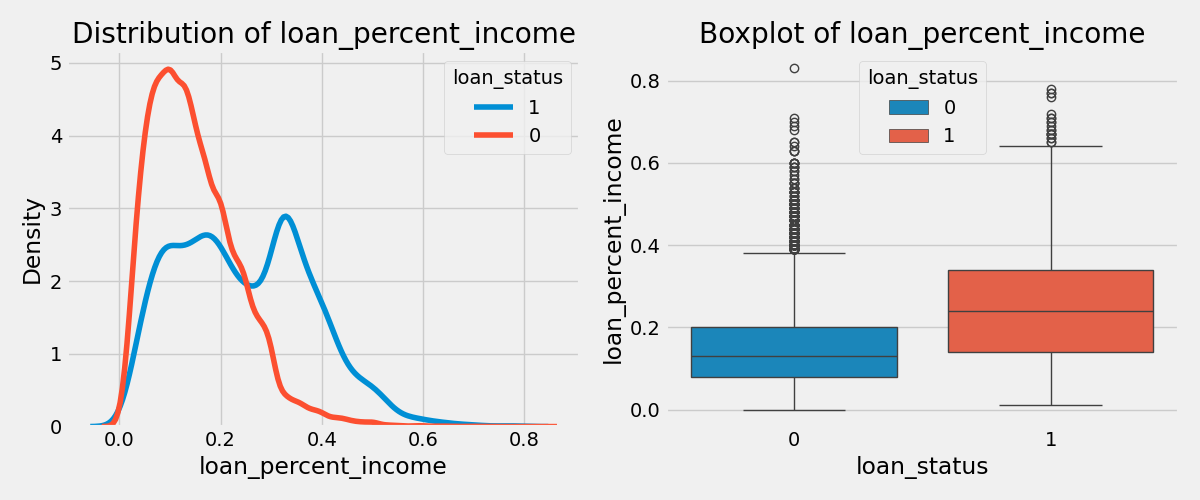 Distribution of loan_percent_income
Density
5
4
3
2
1
0
0.0 0.2 0.4 0.6 0.8
loan_percent_income
loan_status
1
0
Boxplot of loan_percent_income
loan_percent_income
0.8
0.6
0.4
0.2
0.0
0 1
loan_status
loan_status
0
1